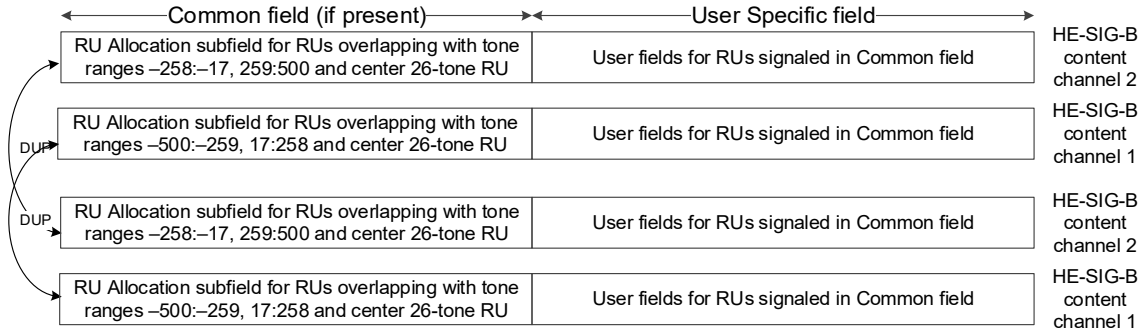 Common field (if present) User Specific field
RU Allocation subfield for RUs overlapping with tone
ranges –258:–17, 259:500 and center 26-tone RU
User fields for RUs signaled in Common field
HE-SIG-B
content
channel 2
RU Allocation subfield for RUs overlapping with tone
ranges –500:–259, 17:258 and center 26-tone RU
User fields for RUs signaled in Common field
HE-SIG-B
content
channel 1
DUP
RU Allocation subfield for RUs overlapping with tone
ranges –258:–17, 259:500 and center 26-tone RU
User fields for RUs signaled in Common field
HE-SIG-B
content
channel 2
DUP
RU Allocation subfield for RUs overlapping with tone
ranges –500:–259, 17:258 and center 26-tone RU
User fields for RUs signaled in Common field
HE-SIG-B
content
channel 1